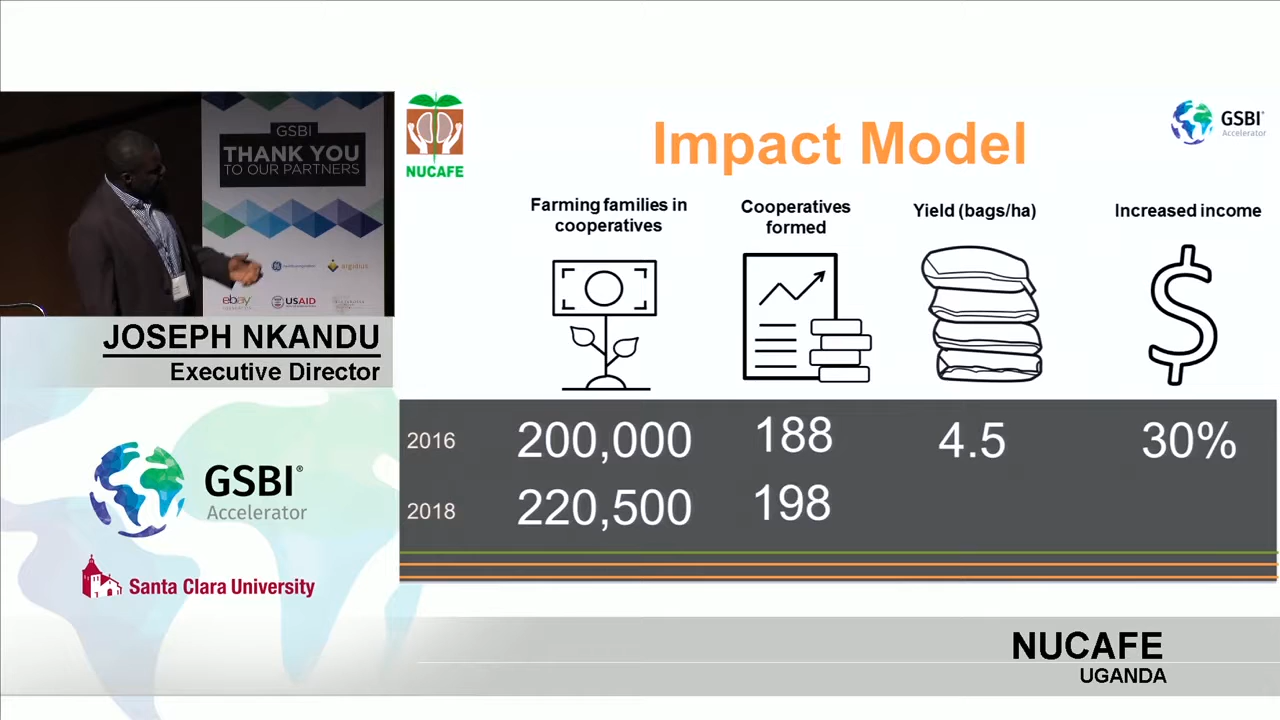 GSBI
THANK YOU
TO OUR PARTNERS
ebay
USAID
argidius
JOSEPH NKANDU
Executive Director
GSBI®
Accelerator
Santa Clara University
NUCAFE
Impact Model
GSBI®
Accelerator
Farming families in
cooperatives
Cooperatives
formed
Yield (bags/ha)
Increased income
2016 200,000 188 4.5 30%
2018 220,500 198
NUCAFE
UGANDA